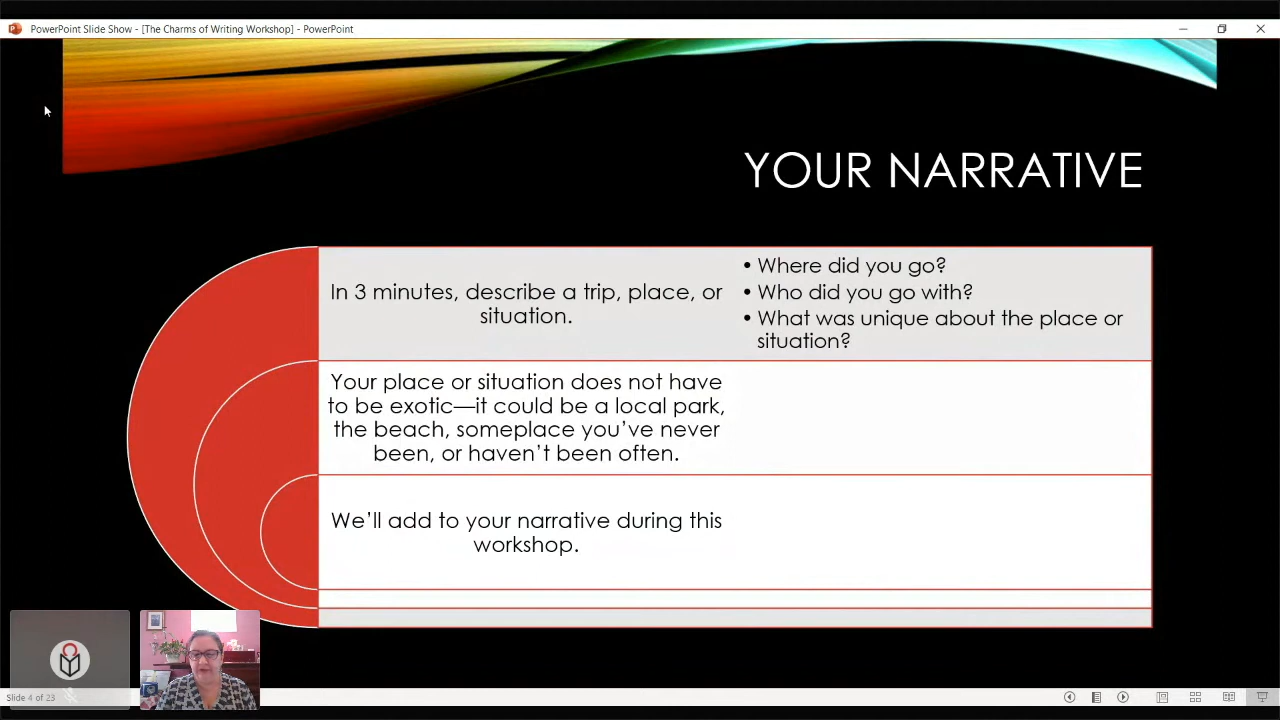 PowerPoint Slide Show - [The Charms of Writing Workshop] - PowerPoint
YOUR NARRATIVE
In 3 minutes, describe a trip, place, or
situation.
• Where did you go?
• Who did you go with?
• What was unique about the place or
situation?
Your place or situation does not have
to be exotic—it could be a local park,
the beach, someplace you’ve never
been, or haven’t been often.
We’ll add to your narrative during this
workshop.
Slide 4 of 23